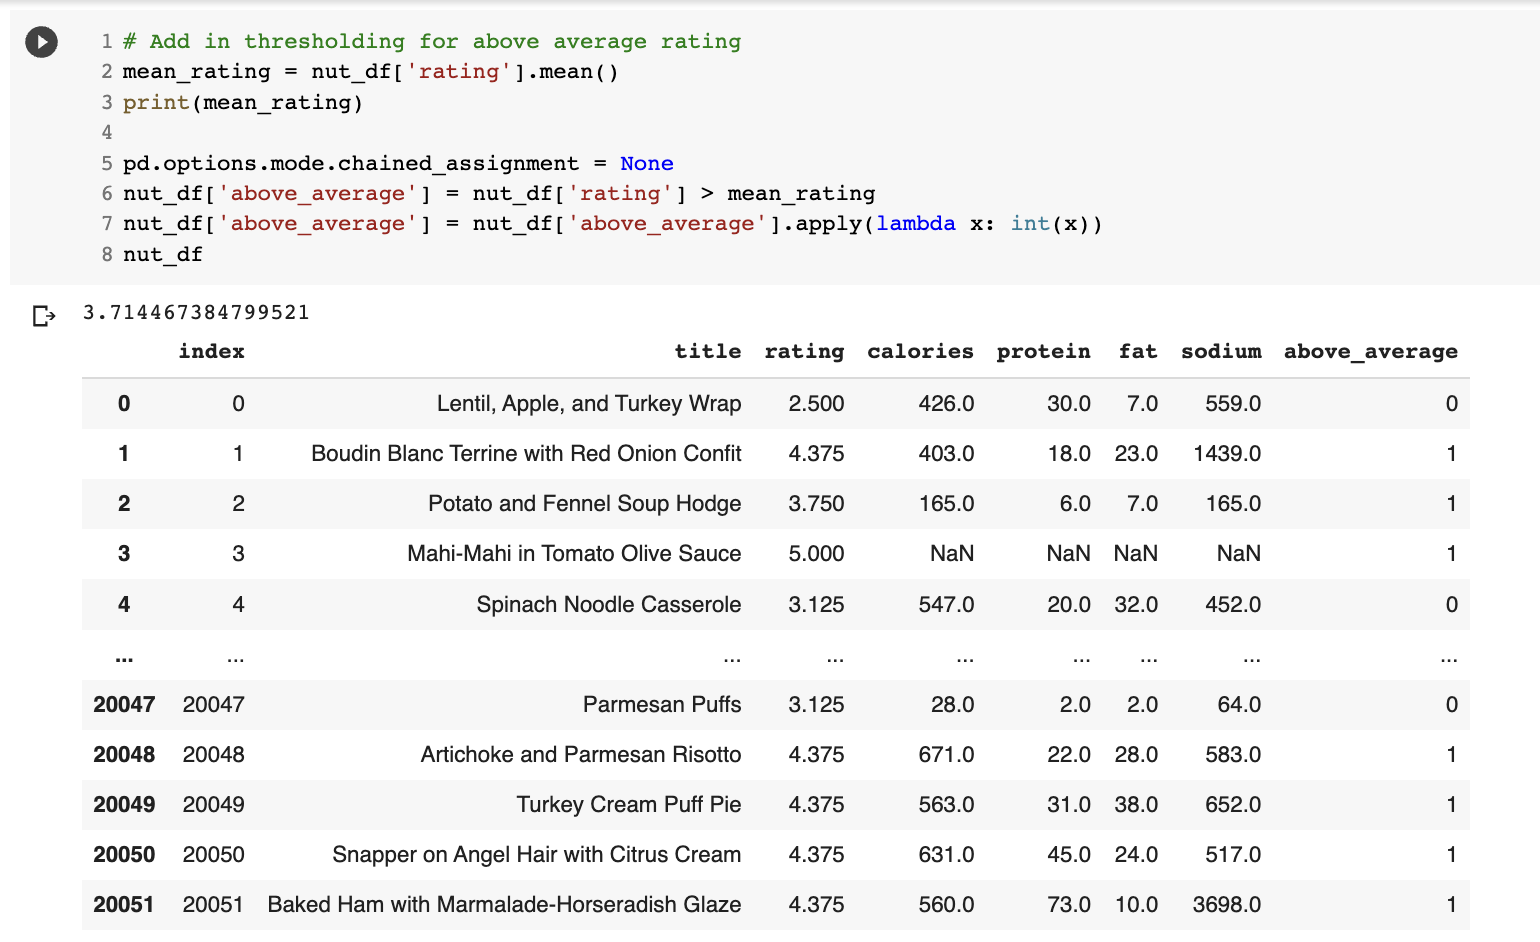 1 # Add in thresholding for above average rating
2 mean_rating = nut_df['rating'].mean()
3 print(mean_rating)
4
5 pd.options.mode.chained_assignment = None
6 nut_df['above_average'] = nut_df['rating'] > mean_rating
7 nut_df['above_average'] = nut_df['above_average'].apply(lambda x: int(x))
8 nut_df
3.714467384799521
index title rating calories protein fat sodium above_average
0 0 Lentil, Apple, and Turkey Wrap 2.500 426.0 30.0 7.0 559.0 0
1 1 Boudin Blanc Terrine with Red Onion Confit 4.375 403.0 18.0 23.0 1439.0 1
2 2 Potato and Fennel Soup Hodge 3.750 165.0 6.0 7.0 165.0 1
3 3 Mahi-Mahi in Tomato Olive Sauce 5.000 NaN NaN NaN NaN 1
4 4 Spinach Noodle Casserole 3.125 547.0 20.0 32.0 452.0 0
... ... ... ... ... ... ... ... ...
20047 20047 Parmesan Puffs 3.125 28.0 2.0 2.0 64.0 0
20048 20048 Artichoke and Parmesan Risotto 4.375 671.0 22.0 28.0 583.0 1
20049 20049 Turkey Cream Puff Pie 4.375 563.0 31.0 38.0 652.0 1
20050 20050 Snapper on Angel Hair with Citrus Cream 4.375 631.0 45.0 24.0 517.0 1
20051 20051 Baked Ham with Marmalade-Horseradish Glaze 4.375 560.0 73.0 10.0 3698.0 1